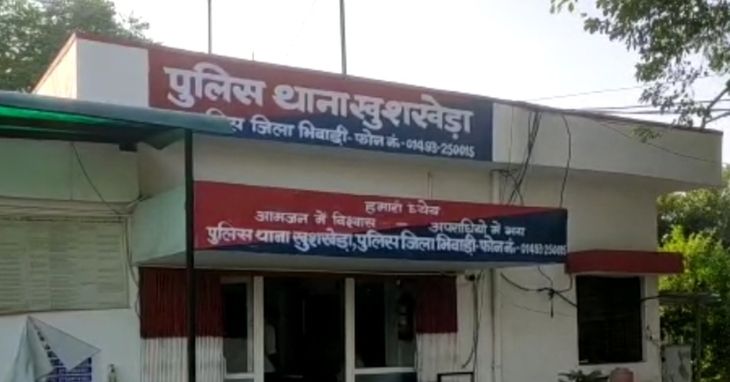 पुलिस थाना खुशखेड़ा
पुलिस जिला भिवाड़ी-फोन नं.-01493-250015
हमारा ध्येय
आमजन में विश्वास - अपराधियो में भय
पुलिस थाना खुशखेड़ा, पुलिस जिला भिवाड़ी-फोन नं.-01493-250015